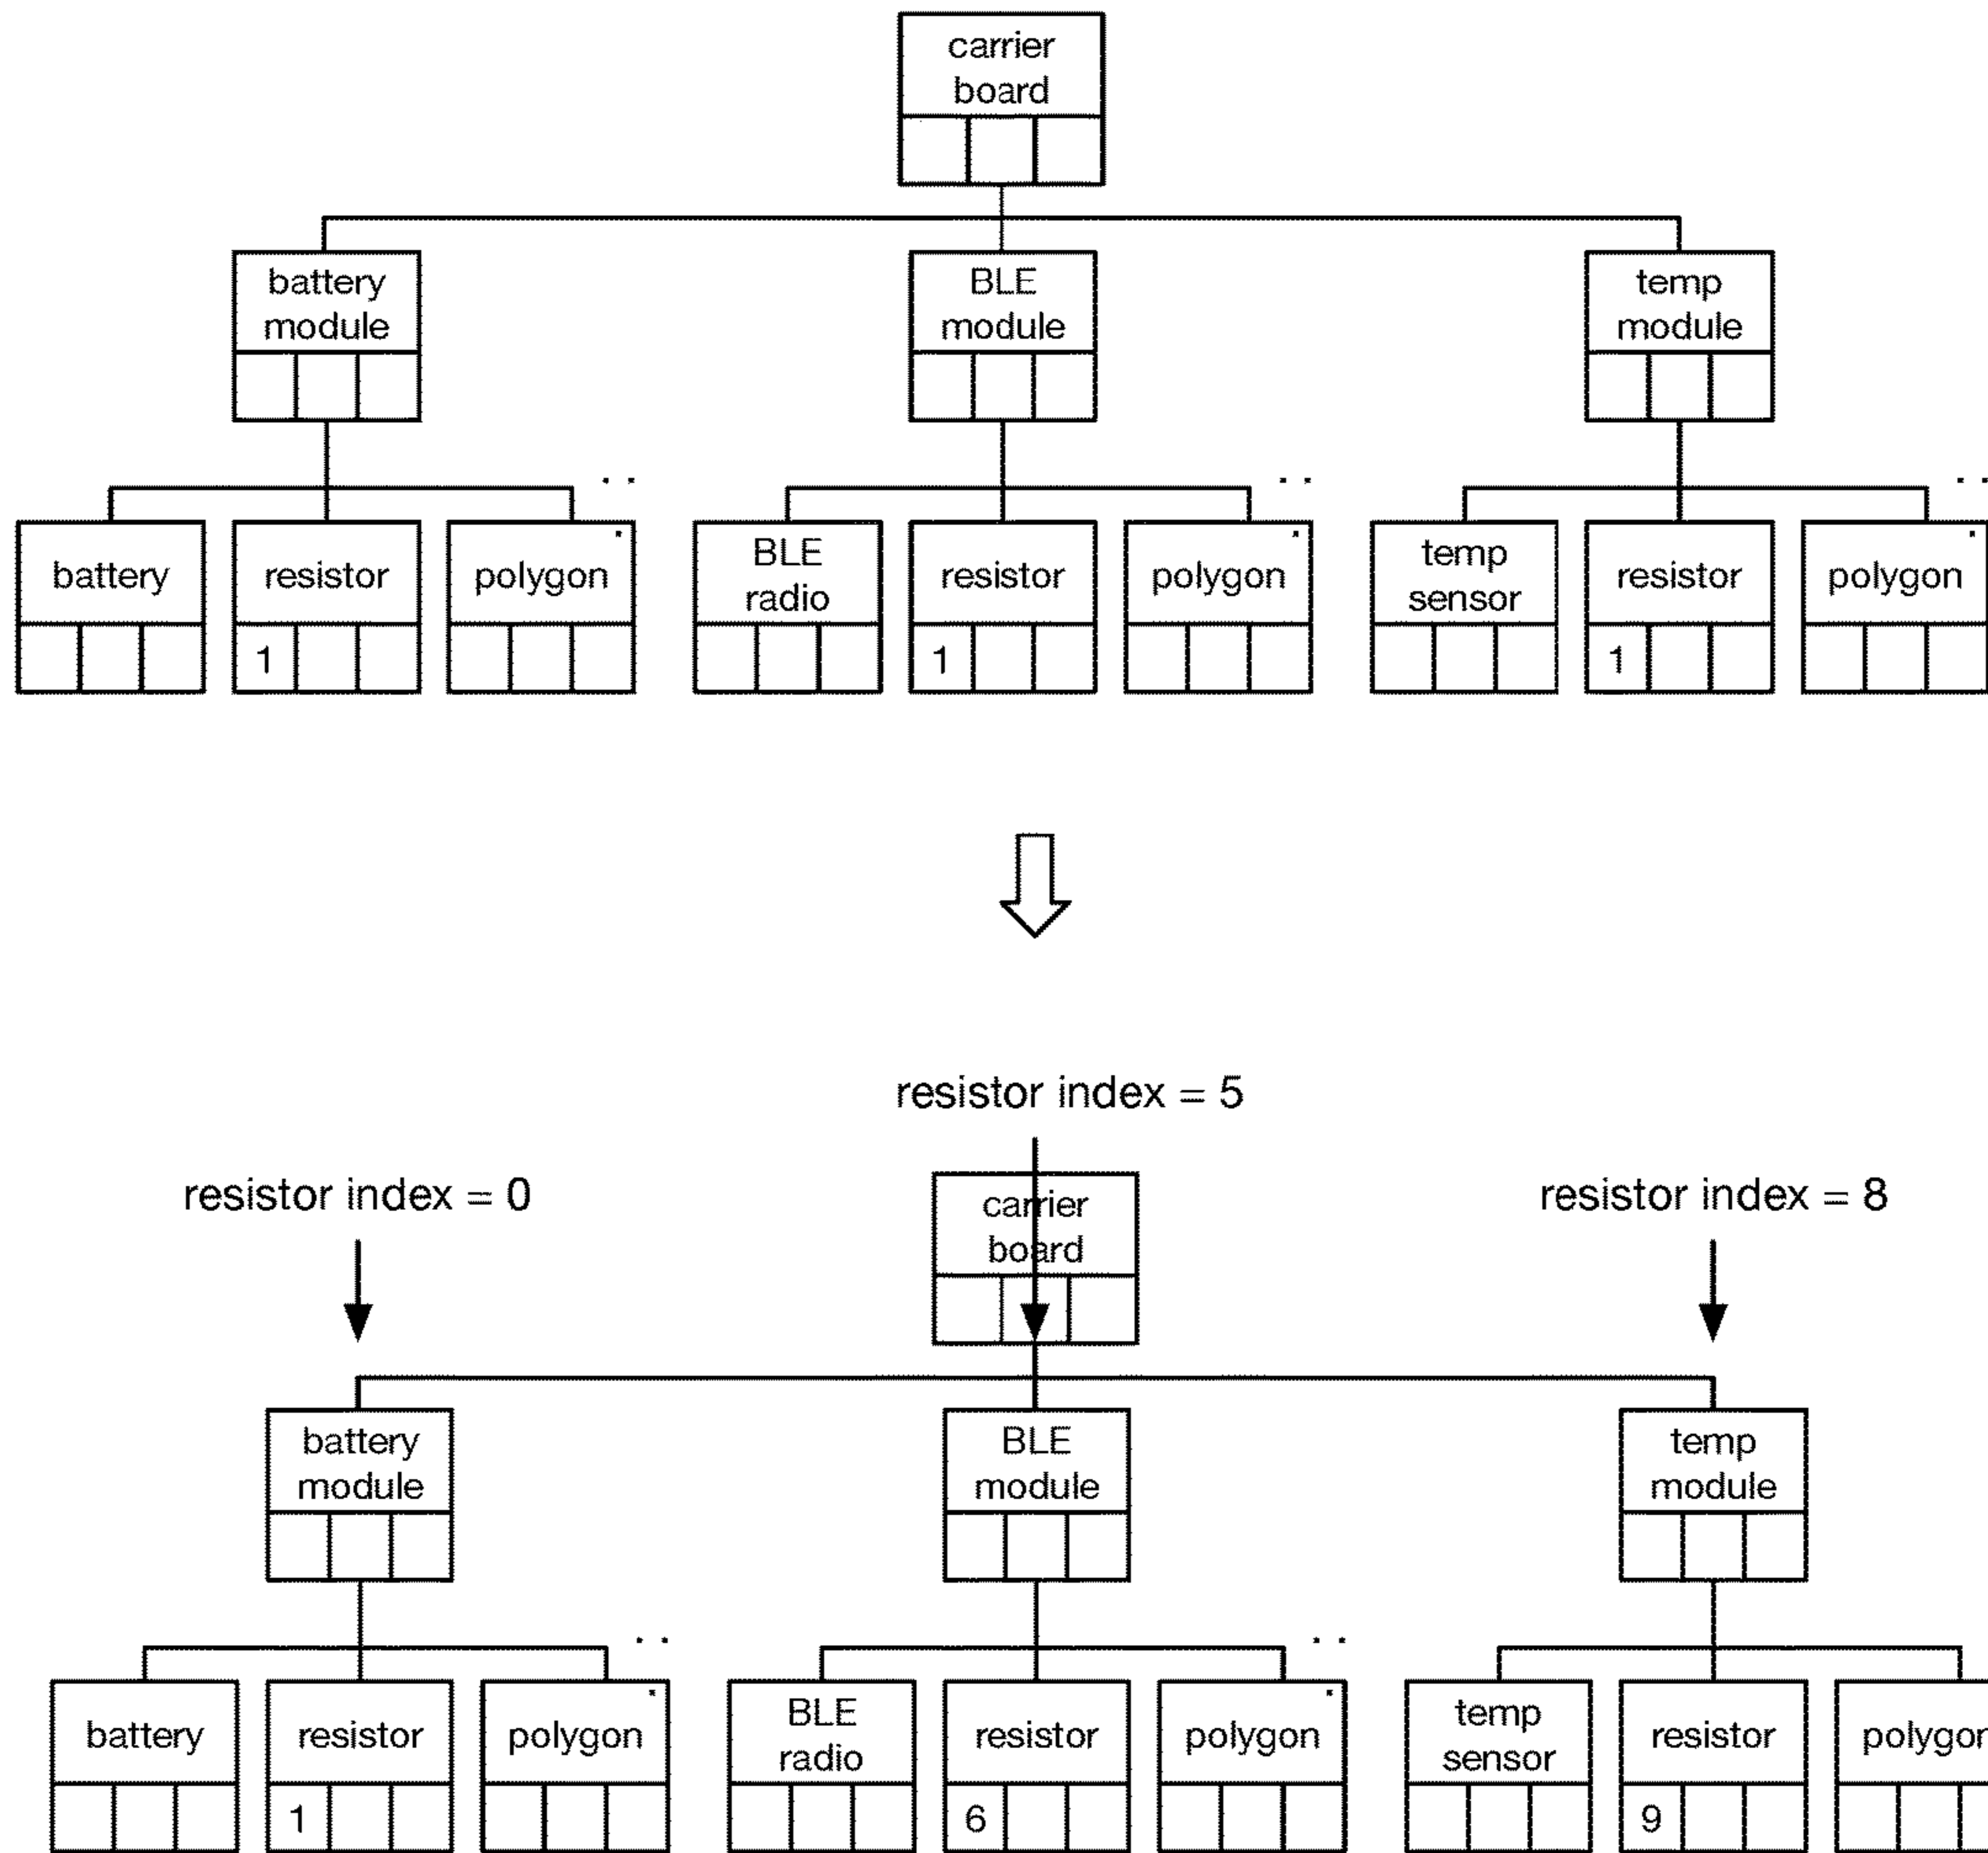 carrier
board
battery
module
BLE
module
temp
module
battery
resistor
1
polygon
BLE
radio
resistor
1
polygon
temp
sensor
resistor
1
polygon
resistor index = 5
resistor index = 0
carrier
board
resistor index = 8
battery
module
BLE
module
temp
module
battery
resistor
1
polygon
BLE
radio
resistor
6
polygon
temp
sensor
resistor
9
polygon